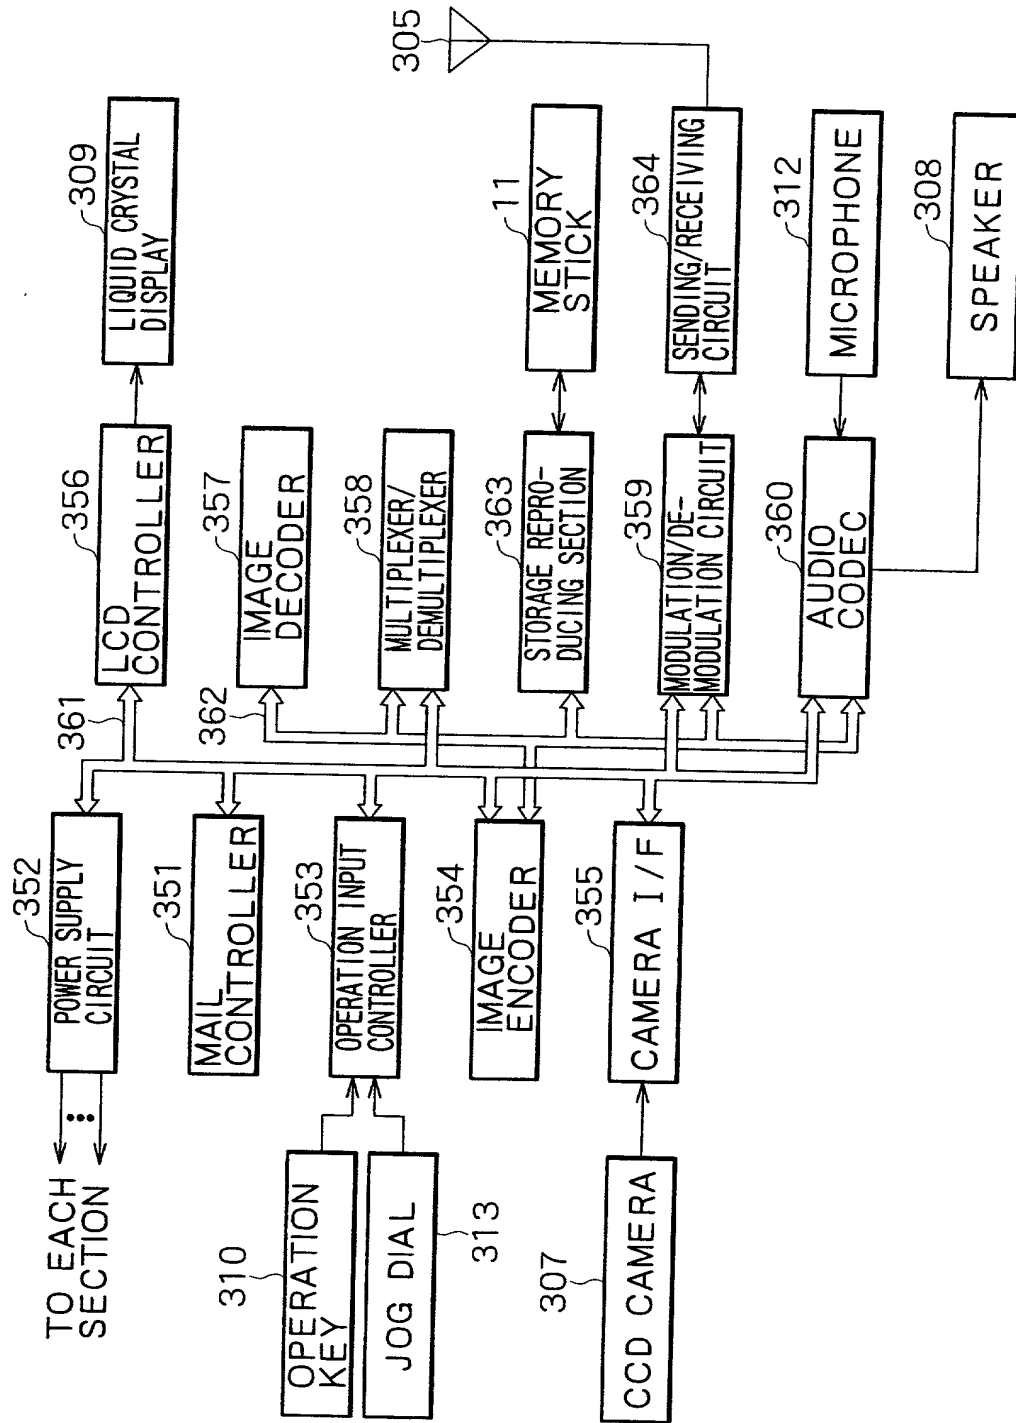 TO EACH
SECTION
352
POWER SUPPLY
CIRCUIT
361
356
LCD
CONTROLLER
309
LIQUID CRYSTAL
DISPLAY
305
351
MAIL
CONTROLLER
362
357
IMAGE
DECODER
310
OPERATION
KEY
353
OPERATION INPUT
CONTROLLER
358
MULTIPLEXER/
DEMULTIPLEXER
JOG DIAL
313
354
IMAGE
ENCODER
363
STORAGE REPRO-
DUCING SECTION
11
MEMORY
STICK
307
CCD CAMERA
355
CAMERA I/F
359
MODULATION/DE-
MODULATION CIRCUIT
364
SENDING/RECEIVING
CIRCUIT
360
AUDIO
CODEC
312
MICROPHONE
308
SPEAKER